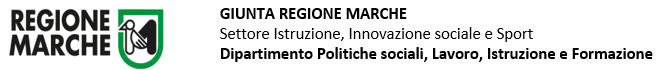 REGIONE
MARCHE
GIUNTA REGIONE MARCHE
Settore Istruzione, Innovazione sociale e Sport
Dipartimento Politiche sociali, Lavoro, Istruzione e Formazione